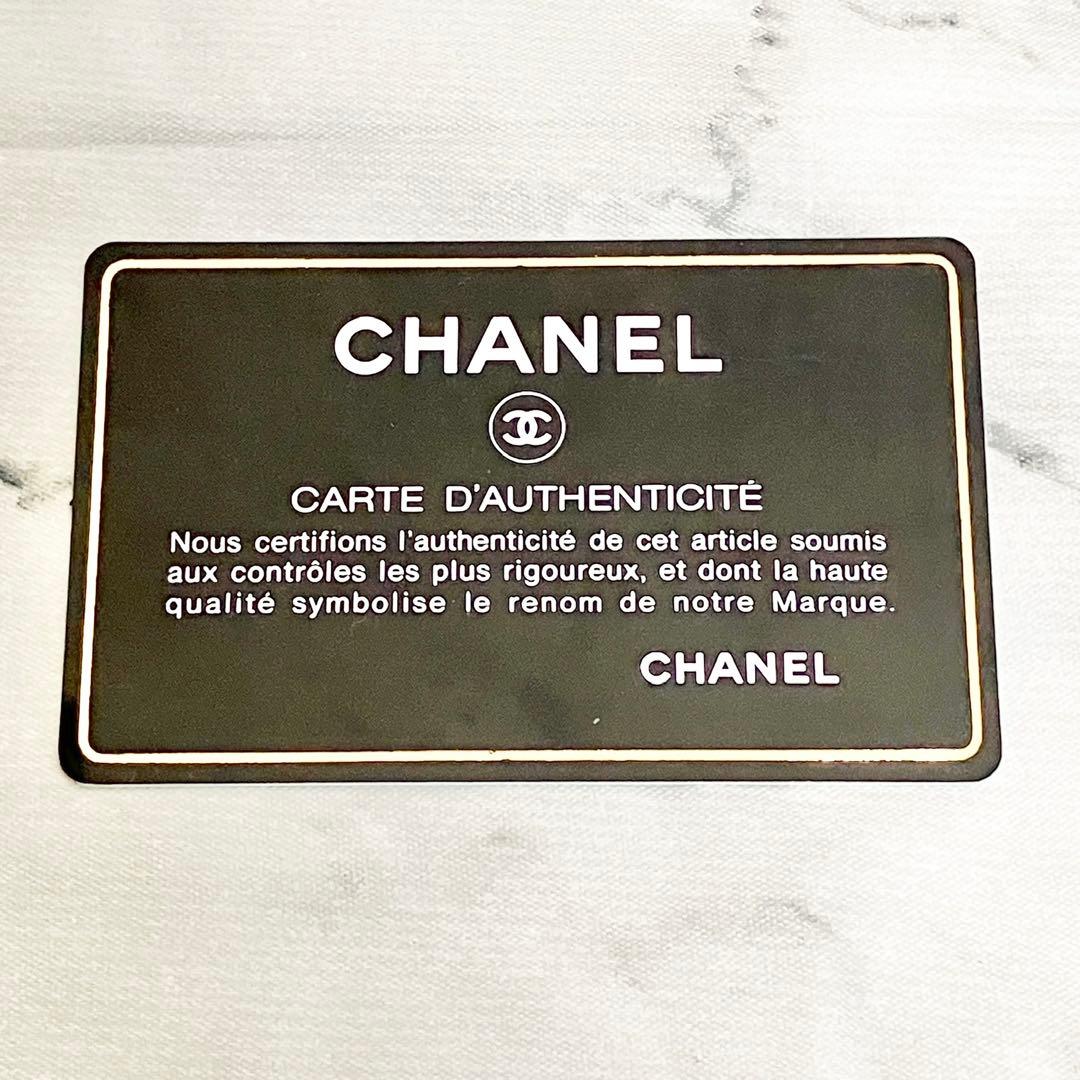 CHANEL
CARTE D'AUTHENTICITÉ
Nous certifions l'authenticité de cet article soumis
aux contrôles les plus rigoureux, et dont la haute
qualité symbolise le renom de notre Marque.
CHANEL